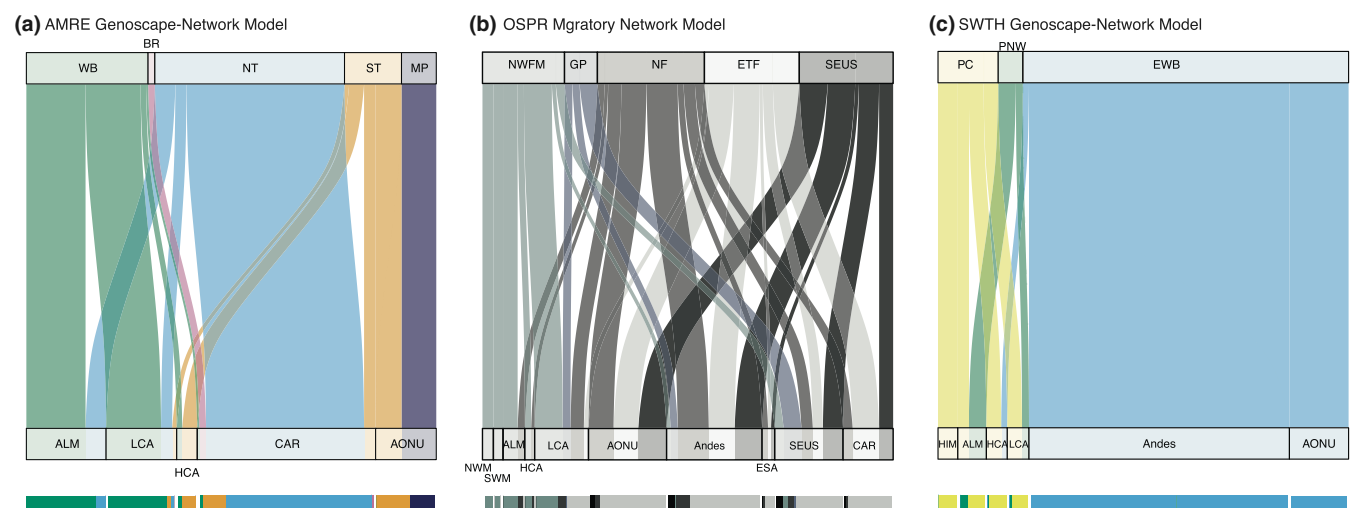 (a) AMRE Genoscape-Network Model
BR
WB NT ST MP
ALM LCA CAR AONU
HCA
(b) OSPR Mgratory Network Model
NWFM GP NF ETF SEUS
ALM LCA AONU Andes SEUS CAR
NWM HCA ESA
SWM
(c) SWTH Genoscape-Network Model
PNW
PC EWB
HIM ALM HCA LCA Andes AONU